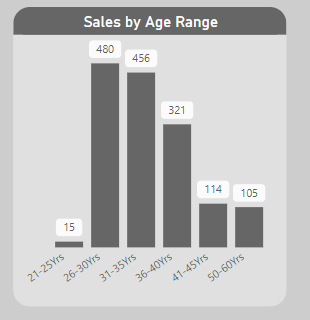 Sales by Age Range
480
456
321
114
105
15
21-25Yrs
26-30Yrs
31-35Yrs
36-40Yrs
41-45Yrs
50-60Yrs